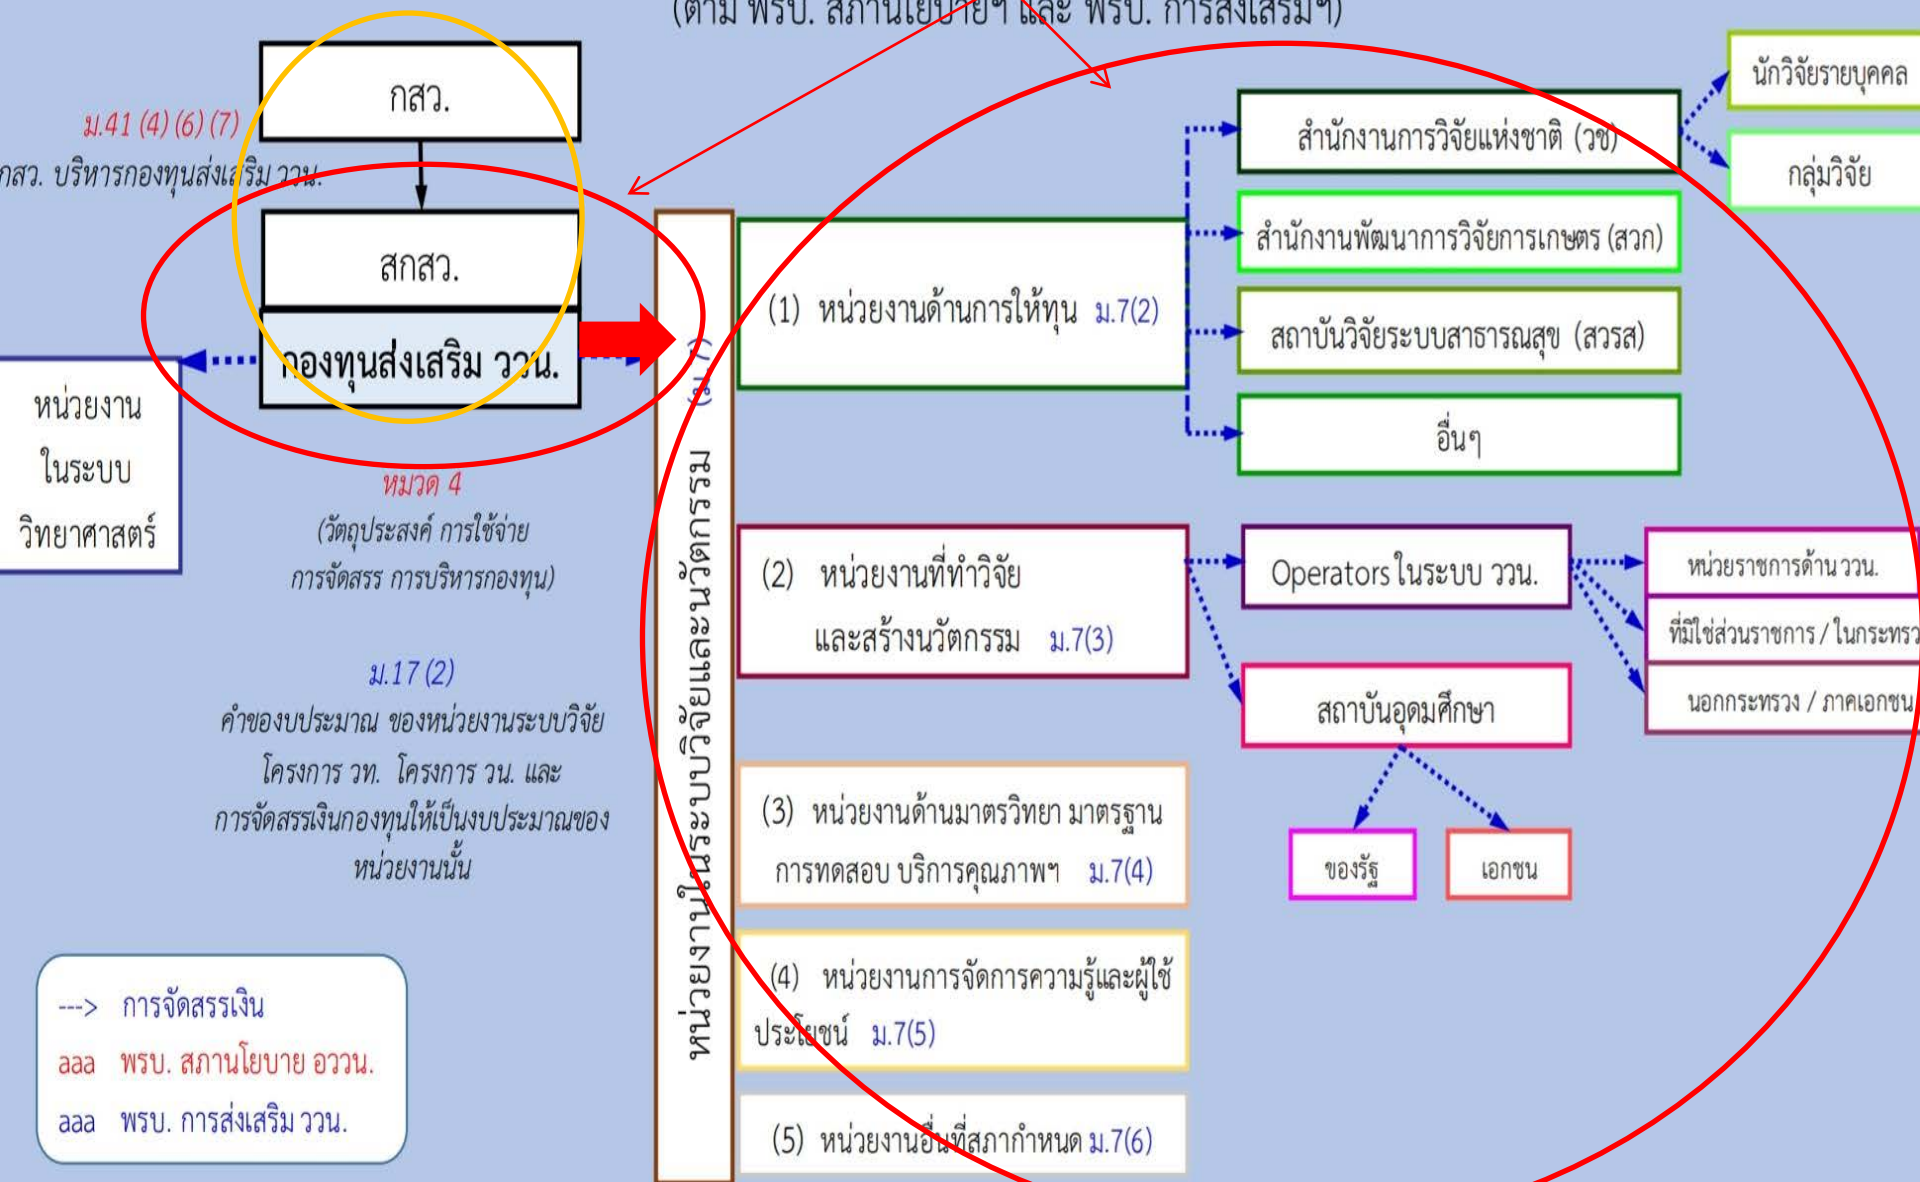 (ตาม พรบ. สภานโยบายฯ และ พรบ. การส่งเสริมฯ)
กสว.
ม.41 (4) (6) (7)
กสว. บริหารกองทุนส่งเสริม ววน.
สกสว.
กองทุนส่งเสริม ววน.
หน่วยงาน
ในระบบ
วิทยาศาสตร์
หมวด 4
(วัตถุประสงค์ การใช้จ่าย
การจัดสรร การบริหารกองทุน)
ม.17 (2)
คำของบประมาณ ของหน่วยงานระบบวิจัย
โครงการ วท. โครงการ วน. และ
การจัดสรรเงินกองทุนให้เป็นงบประมาณของ
หน่วยงานนั้น
---> การจัดสรรเงิน
aaa พรบ. สภานโยบาย อววน.
aaa พรบ. การส่งเสริม ววน.
หน่วยงานในระบบวิจัยและนวัตกรรม (ม.7)
(1) หน่วยงานด้านการให้ทุน ม.7(2)
สำนักงานการวิจัยแห่งชาติ (วช)
นักวิจัยรายบุคคล
กลุ่มวิจัย
สำนักงานพัฒนาการวิจัยการเกษตร (สวก)
สถาบันวิจัยระบบสาธารณสุข (สวรส)
อื่นๆ
(2) หน่วยงานที่ทำวิจัย
และสร้างนวัตกรรม ม.7(3)
Operators ในระบบ ววน.
หน่วยราชการด้าน ววน.
ที่มิใช่ส่วนราชการ / ในกระทรว
นอกกระทรวง / ภาคเอกชน
สถาบันอุดมศึกษา
ของรัฐ
เอกชน
(3) หน่วยงานด้านมาตรวิทยา มาตรฐาน
การทดสอบ บริการคุณภาพฯ ม.7(4)
(4) หน่วยงานการจัดการความรู้และผู้ใช้
ประโยชน์ ม.7(5)
(5) หน่วยงานอื่นที่สภากำหนด ม.7(6)